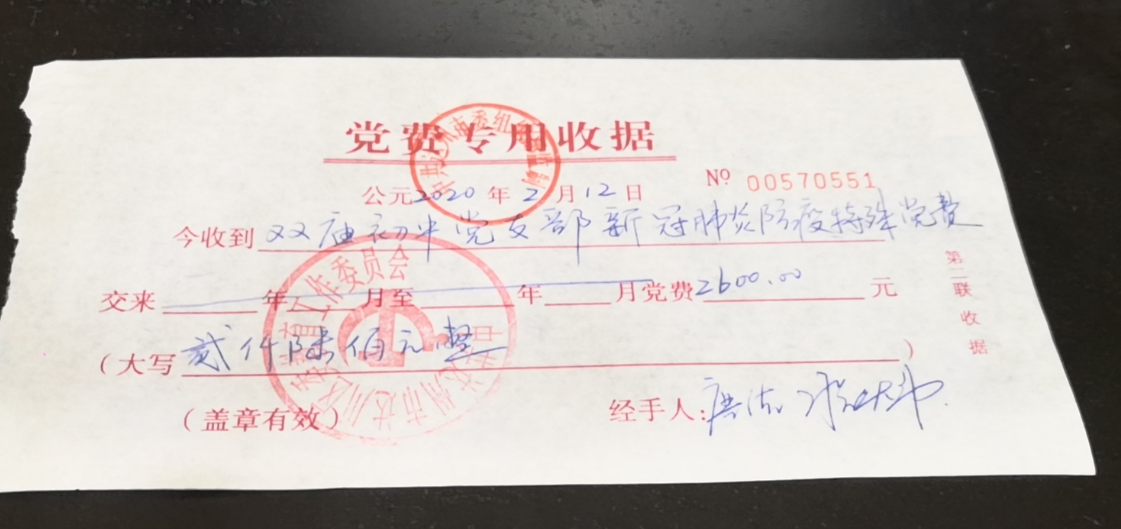 党费专用收据
公元2020年2月12日
№ 00570551
今收到 双庙初中党支部新冠肺炎防疫特殊党费
交来 年 月至 年 月党费2600.00 元
(大写 贰仟陆佰元整 )
(盖章有效)
经手人:
第二联收据
工作委员会